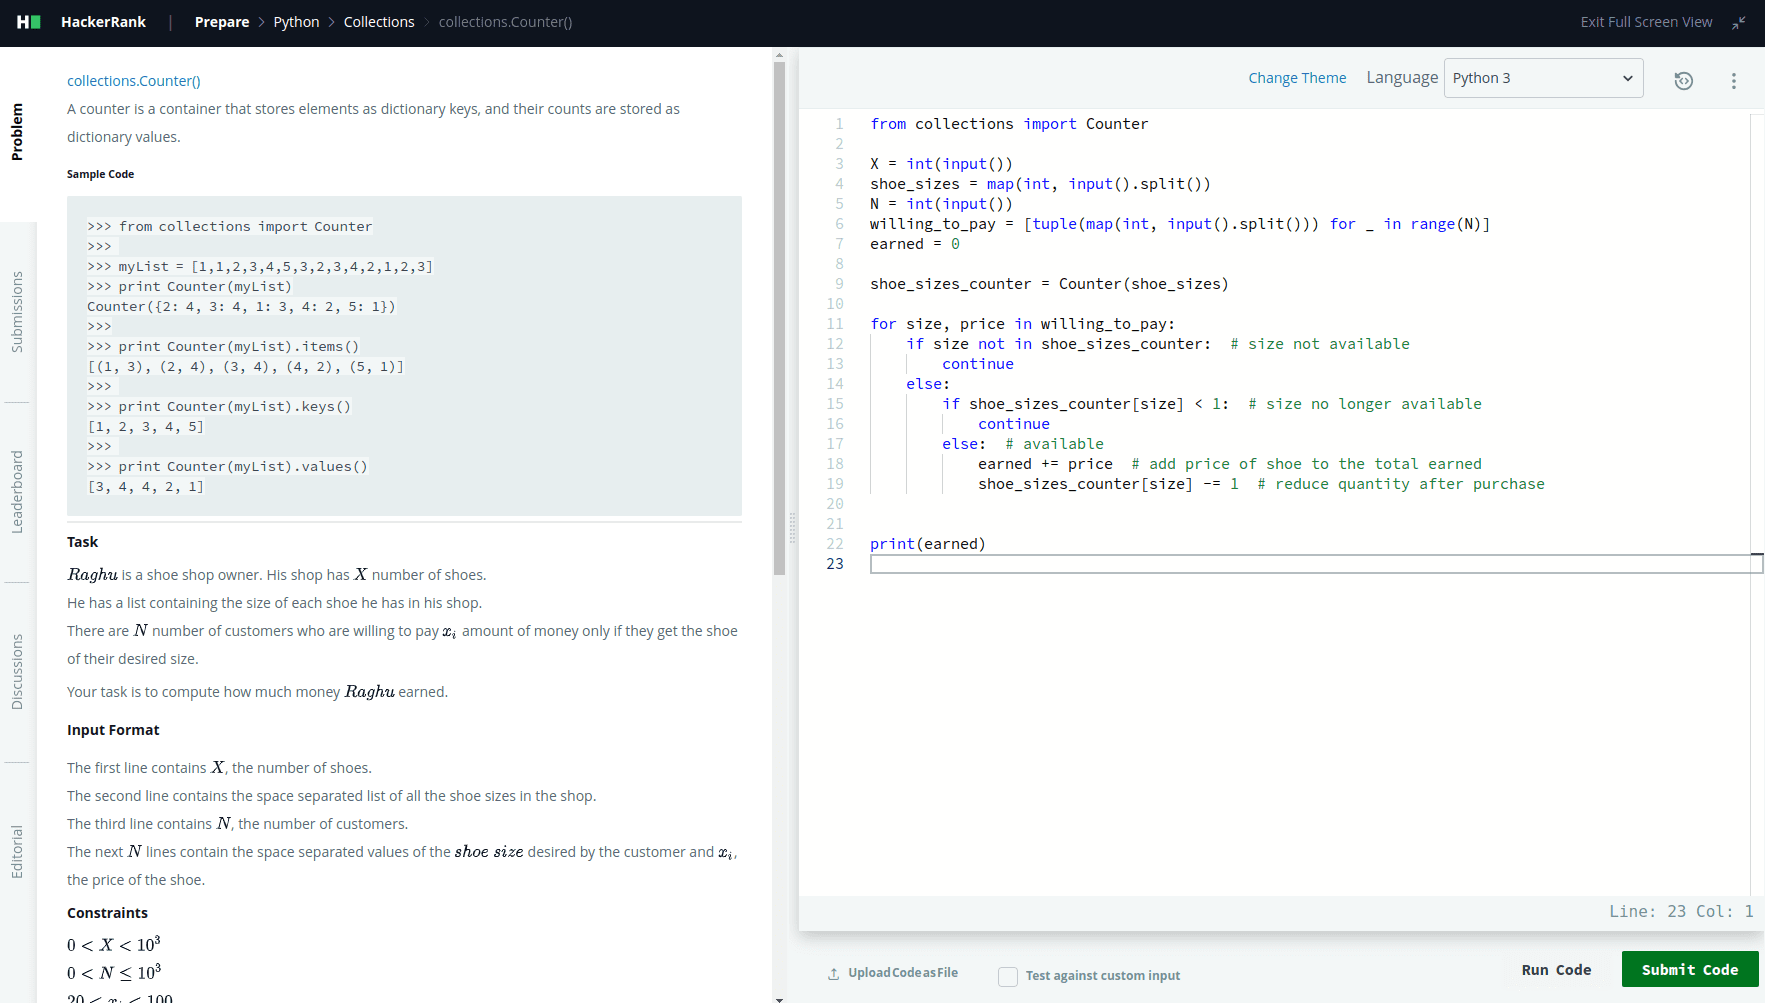 HackerRank | Prepare > Python > Collections > collections.Counter()
Exit Full Screen View
Problem
Submissions
Leaderboard
Discussions
Editorial
collections.Counter()
A counter is a container that stores elements as dictionary keys, and their counts are stored as
dictionary values.
Sample Code
>>> from collections import Counter
>>>
>>> myList = [1,1,2,3,4,5,3,2,3,4,2,1,2,3]
>>> print Counter(myList)
Counter({2: 4, 3: 4, 1: 3, 4: 2, 5: 1})
>>>
>>> print Counter(myList).items()
[(1, 3), (2, 4), (3, 4), (4, 2), (5, 1)]
>>>
>>> print Counter(myList).keys()
[1, 2, 3, 4, 5]
>>>
>>> print Counter(myList).values()
[3, 4, 4, 2, 1]
Task
Raghu is a shoe shop owner. His shop has X number of shoes.
He has a list containing the size of each shoe he has in his shop.
There are N number of customers who are willing to pay xᵢ amount of money only if they get the shoe
of their desired size.
Your task is to compute how much money Raghu earned.
Input Format
The first line contains X, the number of shoes.
The second line contains the space separated list of all the shoe sizes in the shop.
The third line contains N, the number of customers.
The next N lines contain the space separated values of the shoe size desired by the customer and xᵢ,
the price of the shoe.
Constraints
0 < X < 10³
0 < N ≤ 10³
Change Theme
Language
Python 3
1 from collections import Counter
2
3 X = int(input())
4 shoe_sizes = map(int, input().split())
5 N = int(input())
6 willing_to_pay = [tuple(map(int, input().split())) for _ in range(N)]
7 earned = 0
8
9 shoe_sizes_counter = Counter(shoe_sizes)
10
11 for size, price in willing_to_pay:
12     if size not in shoe_sizes_counter:  # size not available
13         continue
14     else:
15         if shoe_sizes_counter[size] < 1:  # size no longer available
16             continue
17         else:  # available
18             earned += price  # add price of shoe to the total earned
19             shoe_sizes_counter[size] -= 1  # reduce quantity after purchase
20
21
22 print(earned)
23
Line: 23 Col: 1
Upload Code as File
Test against custom input
Run Code
Submit Code